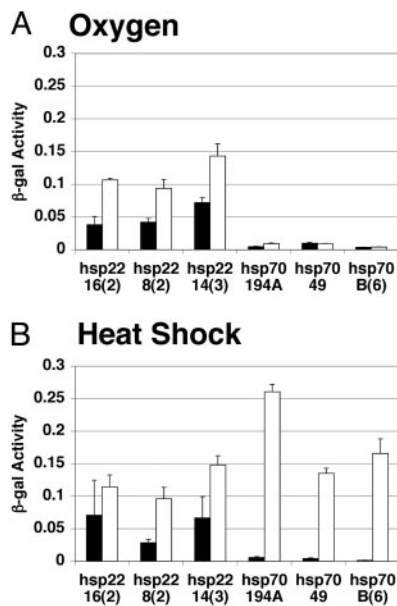 A Oxygen
β-gal Activity
0.3
0.25
0.2
0.15
0.1
0.05
0
hsp22 hsp22 hsp22 hsp70 hsp70 hsp70
16(2) 8(2) 14(3) 194A 49 B(6)
B Heat Shock
β-gal Activity
0.3
0.25
0.2
0.15
0.1
0.05
0
hsp22 hsp22 hsp22 hsp70 hsp70 hsp70
16(2) 8(2) 14(3) 194A 49 B(6)